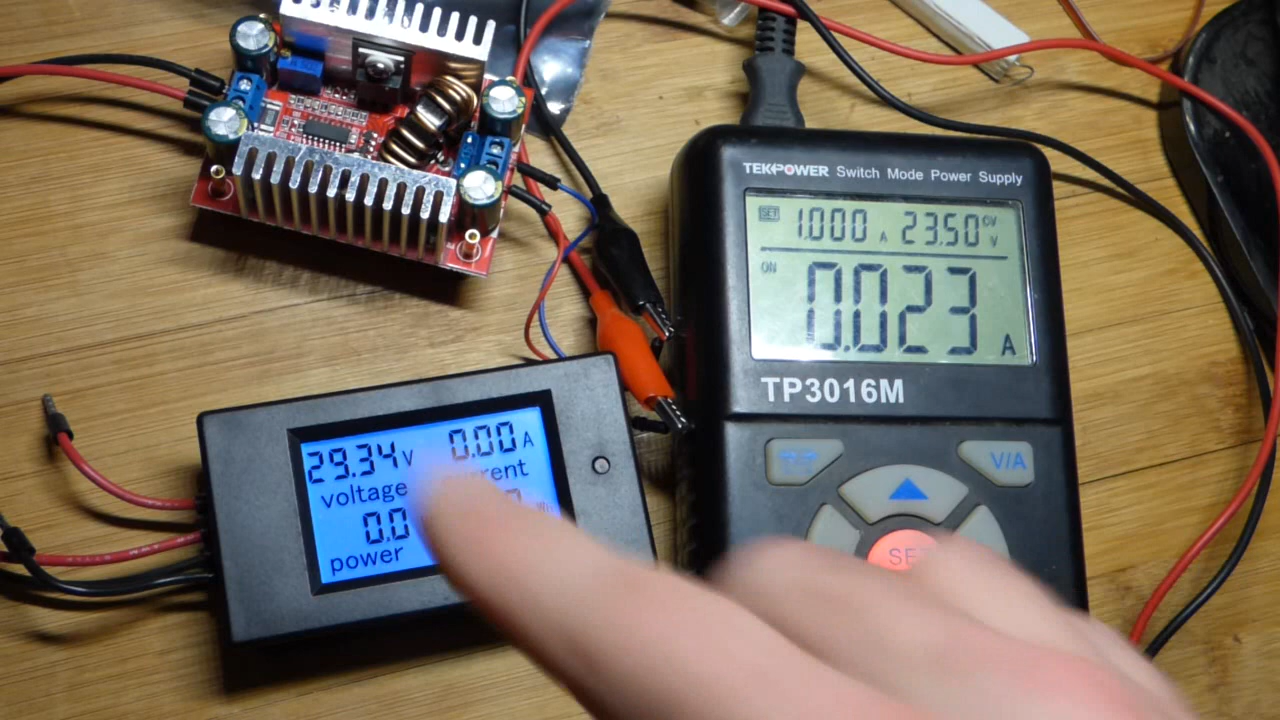 TEKPOWER Switch Mode Power Supply
SET 1.000 A 23.50 CV V
ON
0.023 A
TP3016M
V/A
SET
29.34 V 0.00 A
voltage
0.0
power